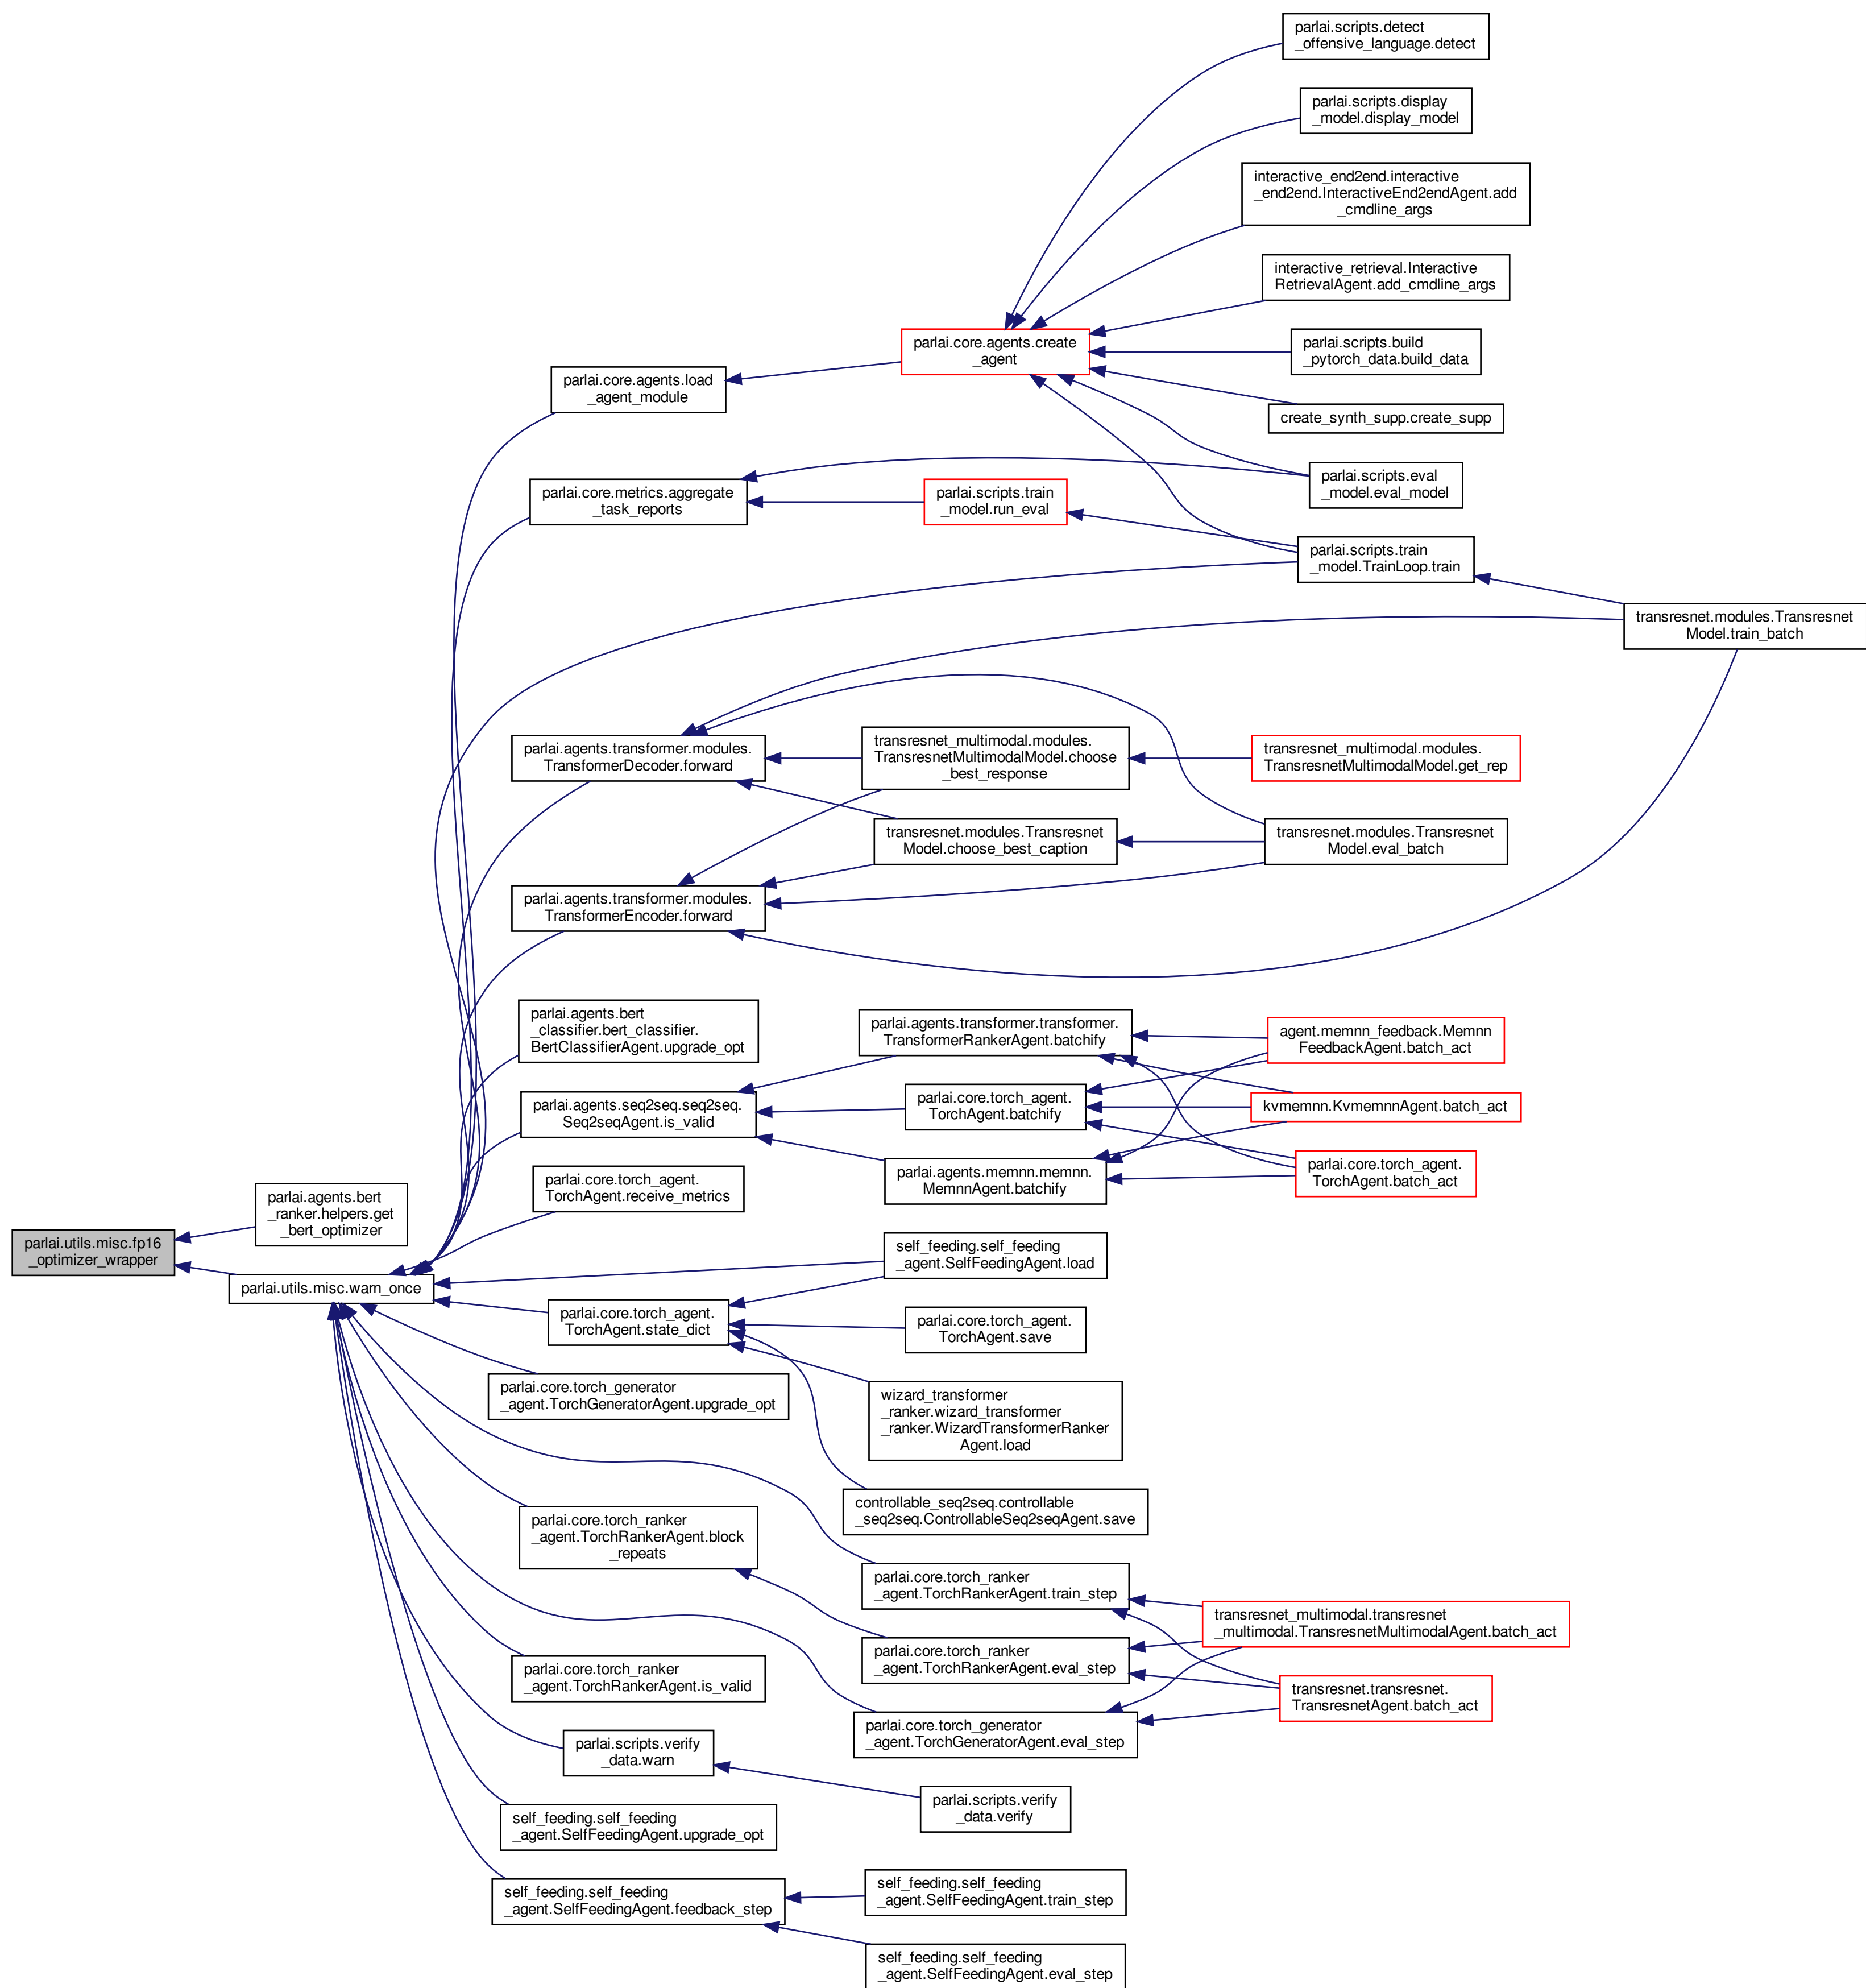 parlai.scripts.detect
_offensive_language.detect
parlai.scripts.display
_model.display_model
interactive_end2end.interactive
_end2end.InteractiveEnd2endAgent.add
_cmdline_args
interactive_retrieval.Interactive
RetrievalAgent.add_cmdline_args
parlai.core.agents.create
_agent
parlai.scripts.build
_pytorch_data.build_data
parlai.core.agents.load
_agent_module
create_synth_supp.create_supp
parlai.scripts.eval
_model.eval_model
parlai.core.metrics.aggregate
_task_reports
parlai.scripts.train
_model.run_eval
parlai.scripts.train
_model.TrainLoop.train
transresnet.modules.Transresnet
Model.train_batch
parlai.agents.transformer.modules.
TransformerDecoder.forward
transresnet_multimodal.modules.
TransresnetMultimodalModel.choose
_best_response
transresnet_multimodal.modules.
TransresnetMultimodalModel.get_rep
transresnet.modules.Transresnet
Model.choose_best_caption
transresnet.modules.Transresnet
Model.eval_batch
parlai.agents.transformer.modules.
TransformerEncoder.forward
parlai.agents.bert
_classifier.bert_classifier.
BertClassifierAgent.upgrade_opt
parlai.agents.transformer.transformer.
TransformerRankerAgent.batchify
agent.memnn_feedback.Memnn
FeedbackAgent.batch_act
parlai.agents.seq2seq.seq2seq.
Seq2seqAgent.is_valid
parlai.core.torch_agent.
TorchAgent.batchify
kvmemnn.KvmemnnAgent.batch_act
parlai.agents.memnn.memnn.
MemnnAgent.batchify
parlai.core.torch_agent.
TorchAgent.batch_act
parlai.core.torch_agent.
TorchAgent.receive_metrics
parlai.agents.bert
_ranker.helpers.get
_bert_optimizer
parlai.utils.misc.fp16
_optimizer_wrapper
parlai.utils.misc.warn_once
self_feeding.self_feeding
_agent.SelfFeedingAgent.load
parlai.core.torch_agent.
TorchAgent.state_dict
parlai.core.torch_agent.
TorchAgent.save
parlai.core.torch_generator
_agent.TorchGeneratorAgent.upgrade_opt
wizard_transformer
_ranker.wizard_transformer
_ranker.WizardTransformerRanker
Agent.load
controllable_seq2seq.controllable
_seq2seq.ControllableSeq2seqAgent.save
parlai.core.torch_ranker
_agent.TorchRankerAgent.block
_repeats
parlai.core.torch_ranker
_agent.TorchRankerAgent.train_step
transresnet_multimodal.transresnet
_multimodal.TransresnetMultimodalAgent.batch_act
parlai.core.torch_ranker
_agent.TorchRankerAgent.eval_step
parlai.core.torch_ranker
_agent.TorchRankerAgent.is_valid
transresnet.transresnet.
TransresnetAgent.batch_act
parlai.core.torch_generator
_agent.TorchGeneratorAgent.eval_step
parlai.scripts.verify
_data.warn
parlai.scripts.verify
_data.verify
self_feeding.self_feeding
_agent.SelfFeedingAgent.upgrade_opt
self_feeding.self_feeding
_agent.SelfFeedingAgent.feedback_step
self_feeding.self_feeding
_agent.SelfFeedingAgent.train_step
self_feeding.self_feeding
_agent.SelfFeedingAgent.eval_step